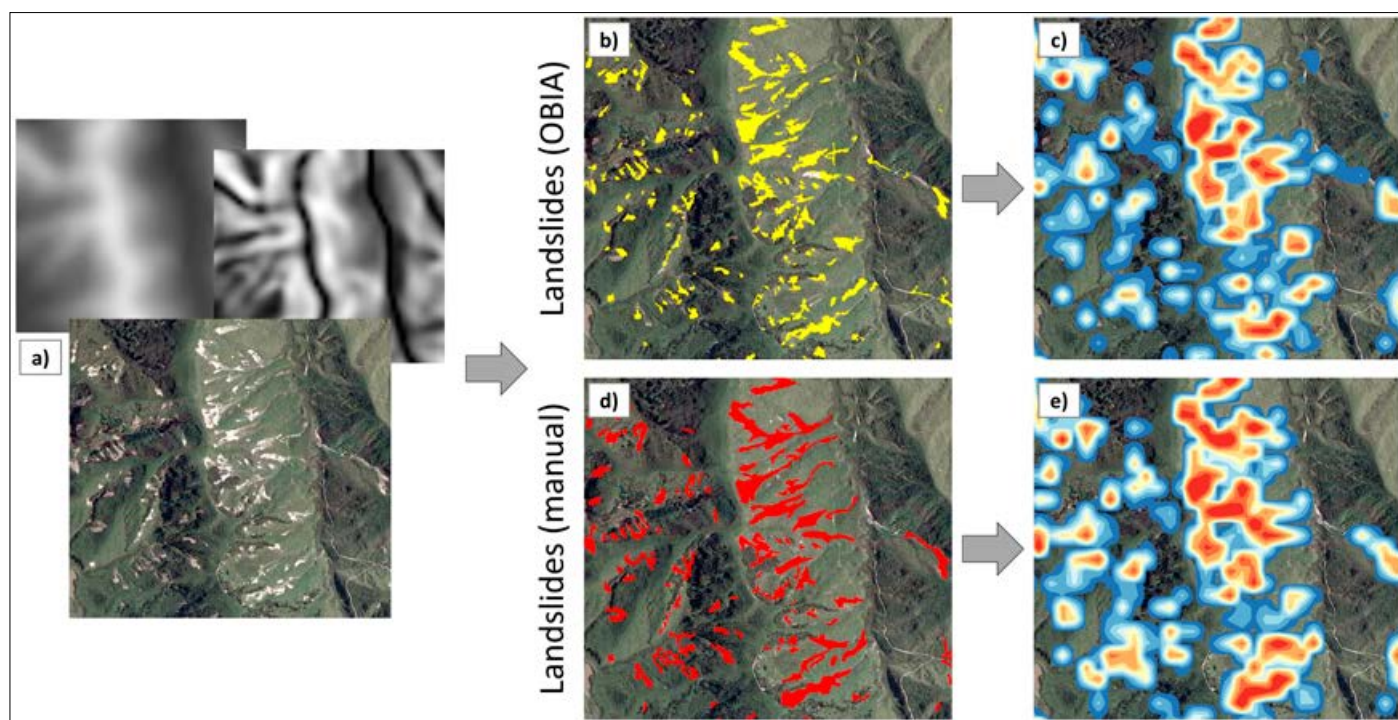 a)
Landslides (OBIA)
b)
c)
Landslides (manual)
d)
e)